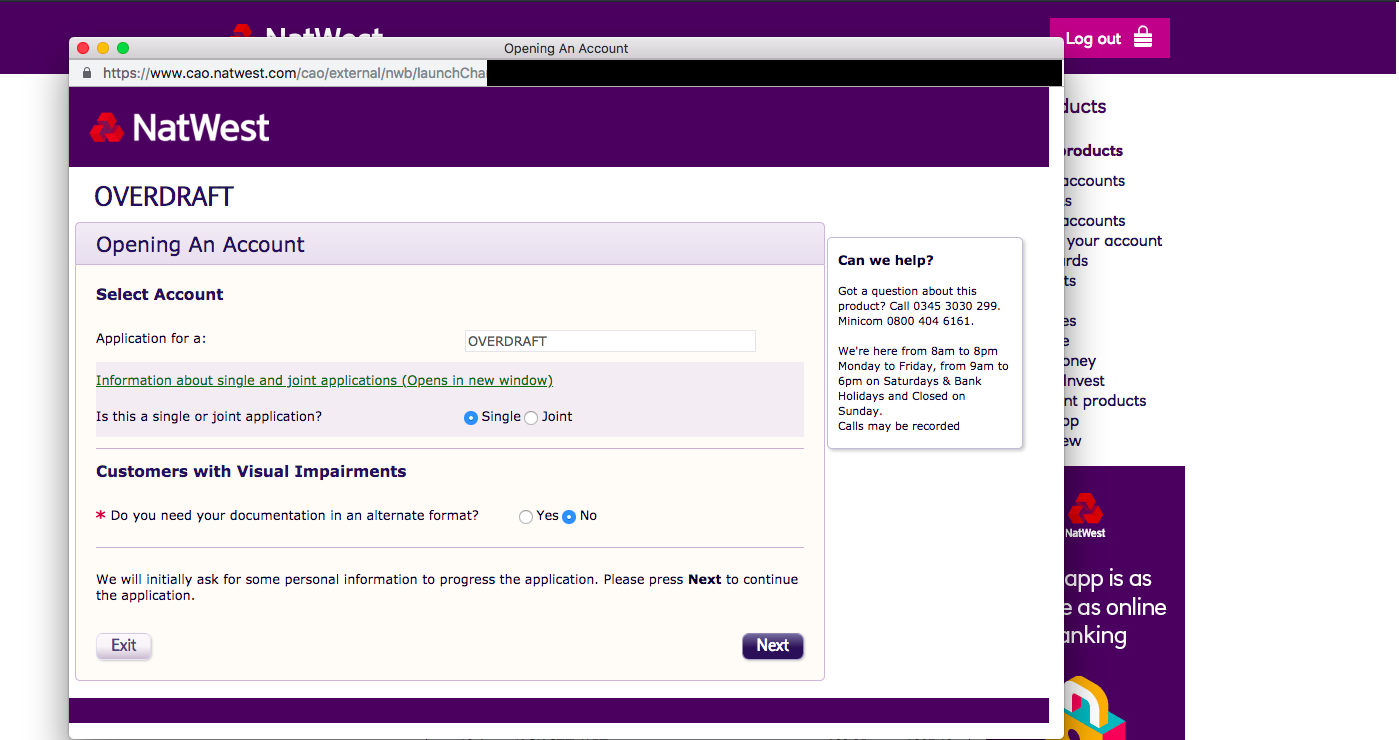 NatWest
Log out
Opening An Account
https://www.cao.natwest.com/cao/external/nwb/launchCha
NatWest
OVERDRAFT
Opening An Account
Select Account
Application for a:
OVERDRAFT
Information about single and joint applications (Opens in new window)
Is this a single or joint application?
Single
Joint
Customers with Visual Impairments
* Do you need your documentation in an alternate format?
Yes
No
We will initially ask for some personal information to progress the application. Please press Next to continue
the application.
Exit
Next
Can we help?
Got a question about this
product? Call 0345 3030 299.
Minicom 0800 404 6161.
We're here from 8am to 8pm
Monday to Friday, from 9am to
6pm on Saturdays & Bank
Holidays and Closed on
Sunday.
Calls may be recorded
ducts
products
accounts
accounts
your account
nt products
NatWest
app is as
e as online
anking